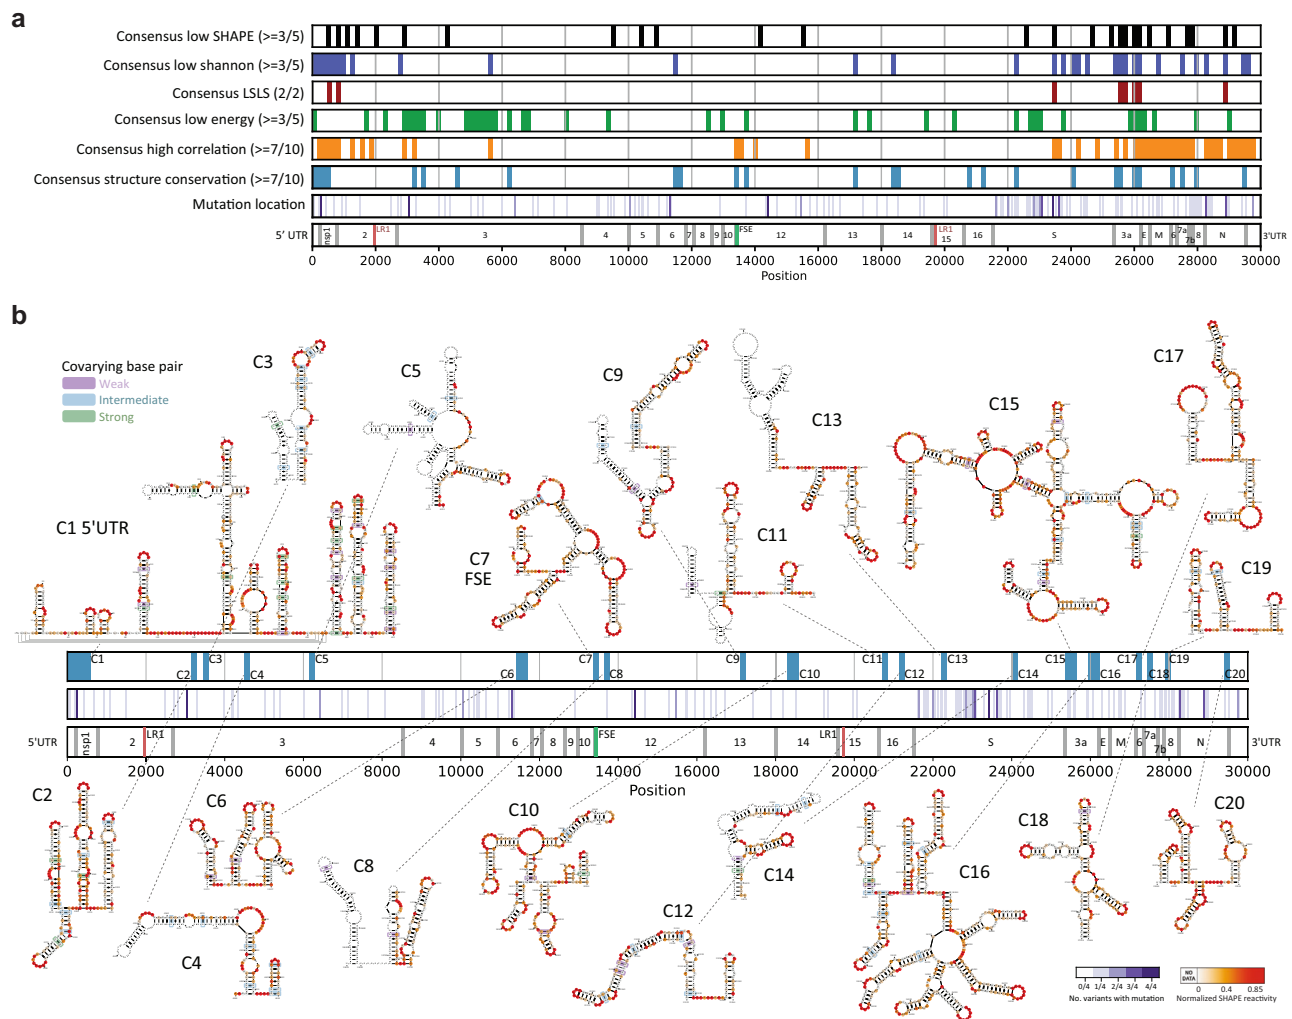 a
Consensus low SHAPE (>=3/5)
Consensus low shannon (>=3/5)
Consensus LSLS (2/2)
Consensus low energy (>=3/5)
Consensus high correlation (>=7/10)
Consensus structure conservation (>=7/10)
Mutation location
5' UTR nsp1 2 LR1 3 4 5 6 7 8 9 10 FSE 12 13 14 LR1 15 16 S 3a E M 6 7a 7b 8 N 3'UTR
0 2000 4000 6000 8000 10000 12000 14000 16000 18000 20000 22000 24000 26000 28000 30000
Position
b
Covarying base pair
Weak
Intermediate
Strong
C3
C5
C9
C13
C15
C17
C1 5'UTR
C7
FSE
C11
C19
C1 C2 C3 C4 C5 C6 C7 C8 C9 C10 C11 C12 C13 C14 C15 C16 C17 C18 C19 C20
5'UTR nsp1 2 LR1 3 4 5 6 7 8 9 10 FSE 12 13 14 LR1 15 16 S 3a E M 6 7a 7b 8 N 3'UTR
0 2000 4000 6000 8000 10000 12000 14000 16000 18000 20000 22000 24000 26000 28000 30000
Position
C2
C6
C10
C20
C18
C8
C14
C16
C12
C4
0/4 1/4 2/4 3/4 4/4
No. variants with mutation
NO DATA
0 0.4 0.85
Normalized SHAPE reactivity